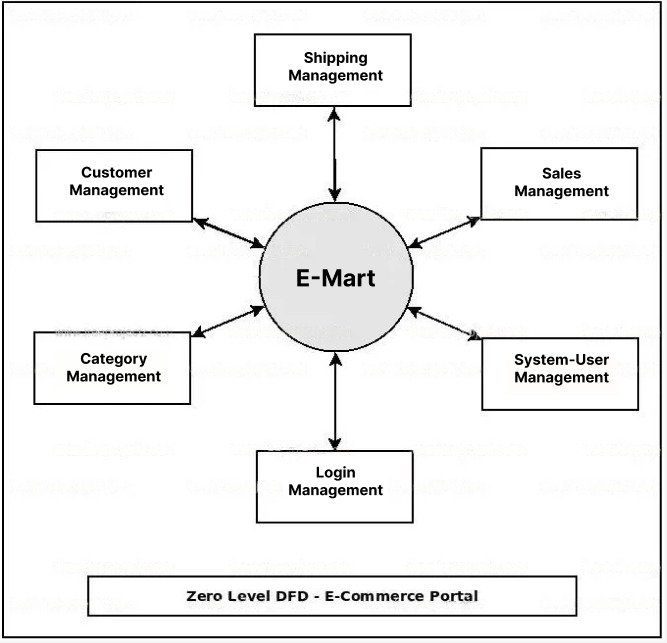 Shipping
Management
Customer
Management
Sales
Management
E-Mart
Category
Management
System-User
Management
Login
Management
Zero Level DFD - E-Commerce Portal